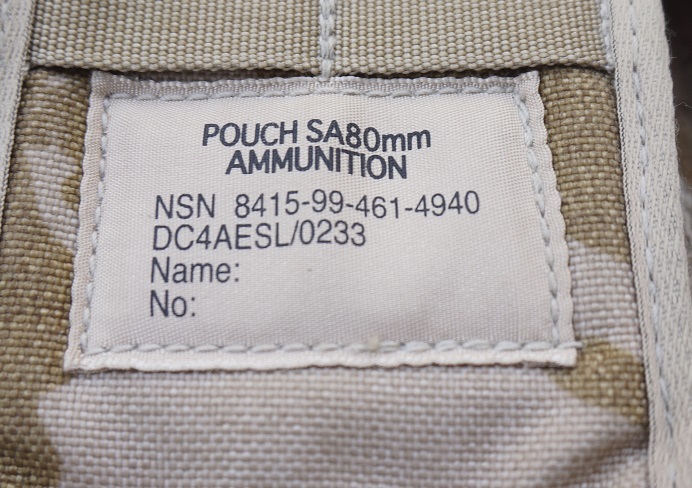 POUCH SA80mm
AMMUNITION
NSN 8415-99-461-4940
DC4AESL/0233
Name:
No: